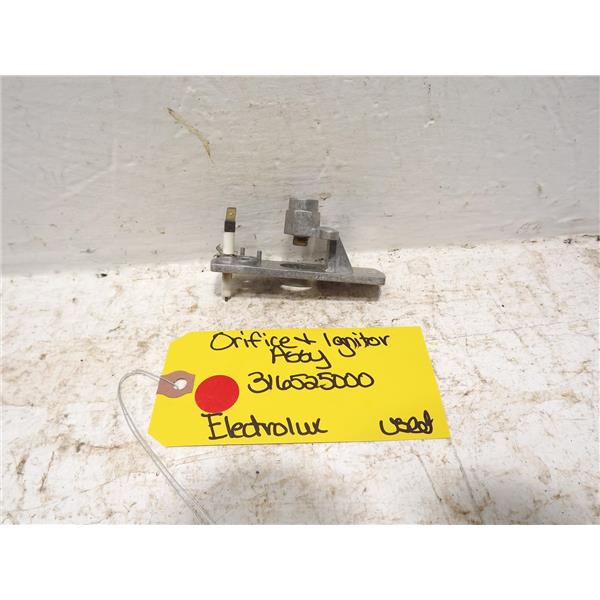 Orifice + Ignitor
Assy
316525000
Electrolux used